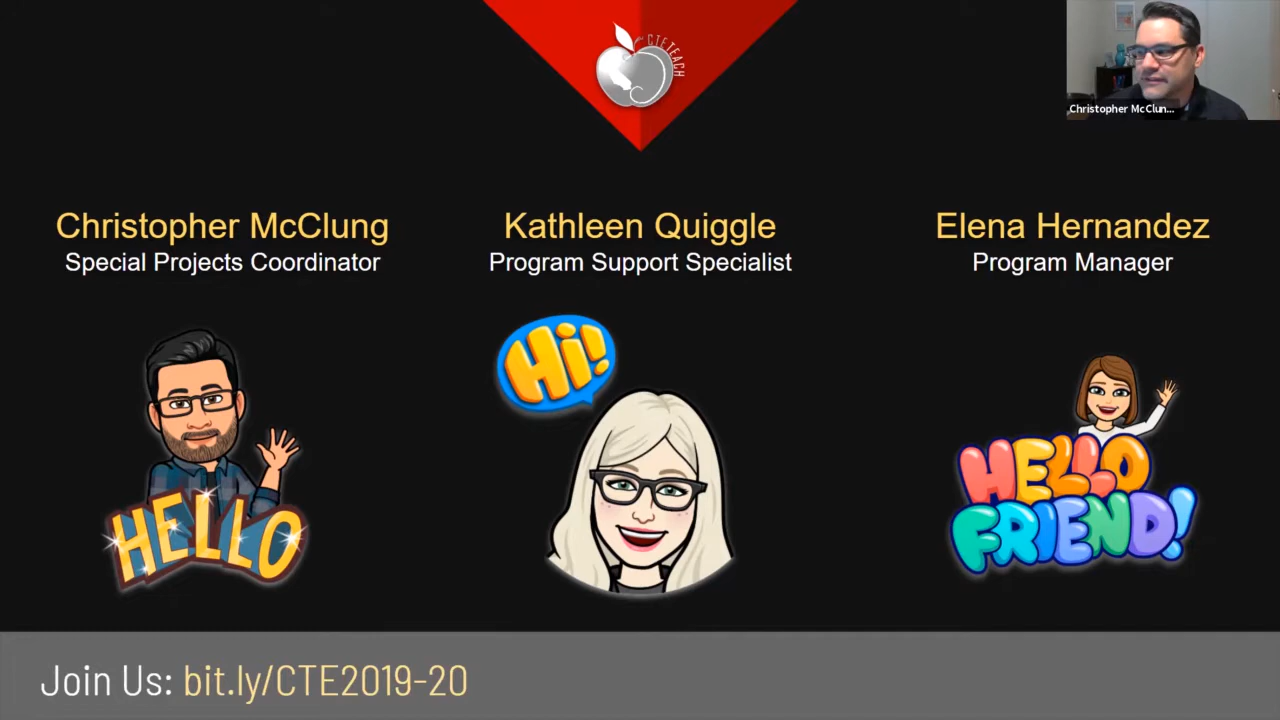 CTETEACH
Christopher McClun...
Christopher McClung
Special Projects Coordinator
Kathleen Quiggle
Program Support Specialist
Elena Hernandez
Program Manager
HELLO
Hi!
HELLO
FRIEND!
Join Us: bit.ly/CTE2019-20